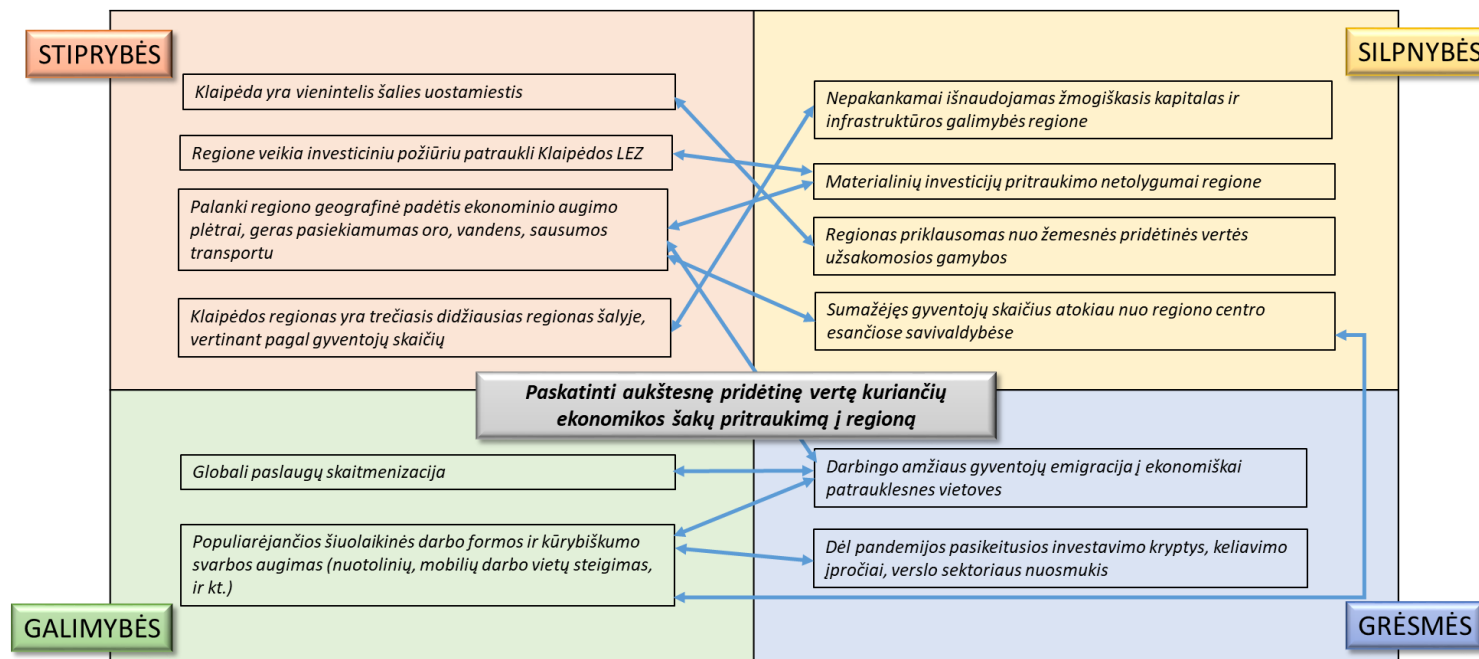 STIPRYBĖS
Klaipėda yra vienintelis šalies uostamiestis
Regione veikia investiciniu požiūriu patraukli Klaipėdos LEZ
Palanki regiono geografinė padėtis ekonominio augimo
plėtrai, geras pasiekiamumas oro, vandens, sausumos
transportu
Klaipėdos regionas yra trečiasis didžiausias regionas šalyje,
vertinant pagal gyventojų skaičių
SILPNYBĖS
Nepakankamai išnaudojamas žmogiškasis kapitalas ir
infrastruktūros galimybės regione
Materialinių investicijų pritraukimo netolygumai regione
Regionas priklausomas nuo žemesnės pridėtinės vertės
užsakomosios gamybos
Sumažėjęs gyventojų skaičius atokiau nuo regiono centro
esančiose savivaldybėse
Paskatinti aukštesnę pridėtinę vertę kuriančių
ekonomikos šakų pritraukimą į regioną
Globali paslaugų skaitmenizacija
Populiarėjančios šiuolaikinės darbo formos ir kūrybiškumo
svarbos augimas (nuotolinių, mobilių darbo vietų steigimas,
ir kt.)
GALIMYBĖS
Darbingo amžiaus gyventojų emigracija į ekonomiškai
patrauklesnes vietoves
Dėl pandemijos pasikeitusios investavimo kryptys, keliavimo
įpročiai, verslo sektoriaus nuosmukis
GRĖSMĖS